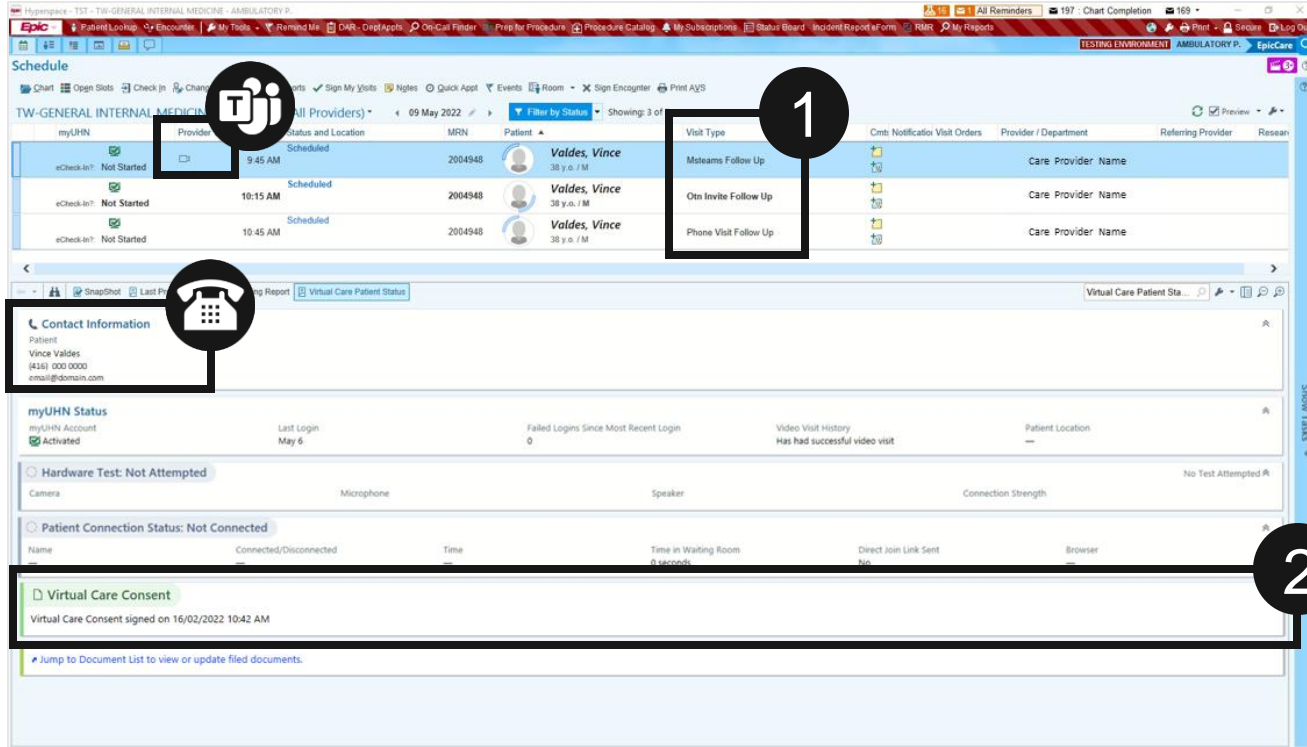 Hyperspace - TST - TW-GENERAL INTERNAL MEDICINE - AMBULATORY P.
16 1 All Reminders 197 : Chart Completion 169
Epic Patient Lookup Encounter My Tools Remind Me DAR - DeptAppts On-Call Finder Prep for Procedure Procedure Catalog My Subscriptions Status Board Incident Report eForm RMR My Reports Print Secure Log Ou
TESTING ENVIRONMENT AMBULATORY P. EpicCare
Schedule
Chart Open Slots Check In Chang orts Sign My Visits Notes Quick Appt Events Room Sign Encounter Print AVS
TW-GENERAL INTERNAL MEDICIN All Providers) 09 May 2022 Filter by Status Showing: 3 of Preview
myUHN Provider Status and Location MRN Patient Visit Type Cmts Notification Visit Orders Provider / Department Referring Provider Resear
eCheck-In?: Not Started 9:45 AM Scheduled 2004948 Valdes, Vince 38 y.o. / M Msteams Follow Up Care Provider Name
eCheck-In?: Not Started 10:15 AM Scheduled 2004948 Valdes, Vince 38 y.o. / M Otn Invite Follow Up Care Provider Name
eCheck-In?: Not Started 10:45 AM Scheduled 2004948 Valdes, Vince 38 y.o. / M Phone Visit Follow Up Care Provider Name
T
1
SnapShot Last Pr ng Report Virtual Care Patient Status Virtual Care Patient Sta...
Contact Information
Patient
Vince Valdes
(416) 000 0000
email@domain.com
Show Tasks
myUHN Status
myUHN Account Last Login Failed Logins Since Most Recent Login Video Visit History Patient Location
Activated May 6 0 Has had successful video visit —
Hardware Test: Not Attempted No Test Attempted
Camera Microphone Speaker Connection Strength
Patient Connection Status: Not Connected
Name Connected/Disconnected Time Time in Waiting Room Direct Join Link Sent Browser
— — — 0 seconds No —
2
Virtual Care Consent
Virtual Care Consent signed on 16/02/2022 10:42 AM
Jump to Document List to view or update filed documents.